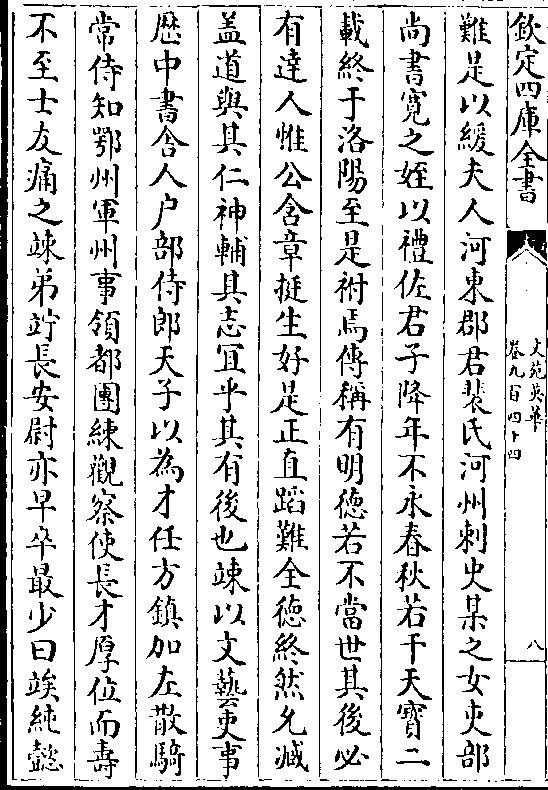 欽定四庫全書
文苑英華
卷九百四十四
八
難是以緩夫人河東郡君裴氏河州刺史某之女吏部
尚書寛之姪以禮佐君子降年不永春秋若干天寶二
載終于洛陽至是祔焉傳稱有明德若不當世其後必
有達人惟公含章挺生好是正直蹈難全德終然允臧
盖道與其仁神輔其志宜乎其有後也竦以文藝吏事
歴中書舎人户部侍郎天子以為才任方鎮加左散騎
常侍知鄂州軍州事領都團練觀察使長才厚位而壽
不至士友痛之竦弟竚長安尉亦早卒最少曰竢純懿